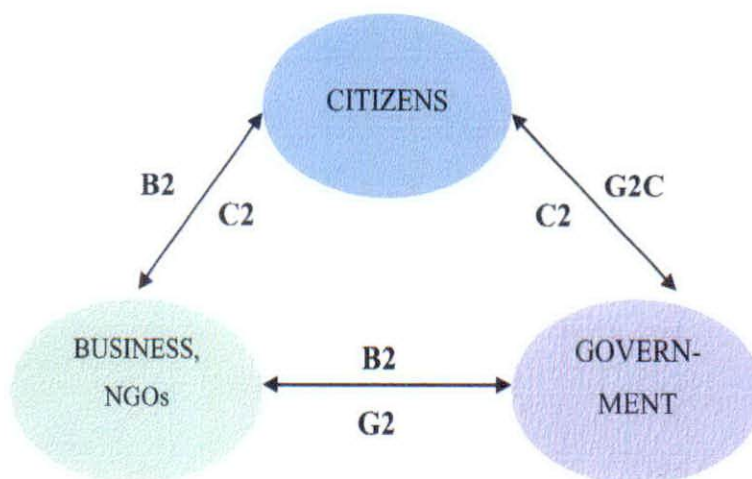 CITIZENS
B2
G2C
C2
C2
BUSINESS,
NGOs
B2
G2
GOVERN-
MENT